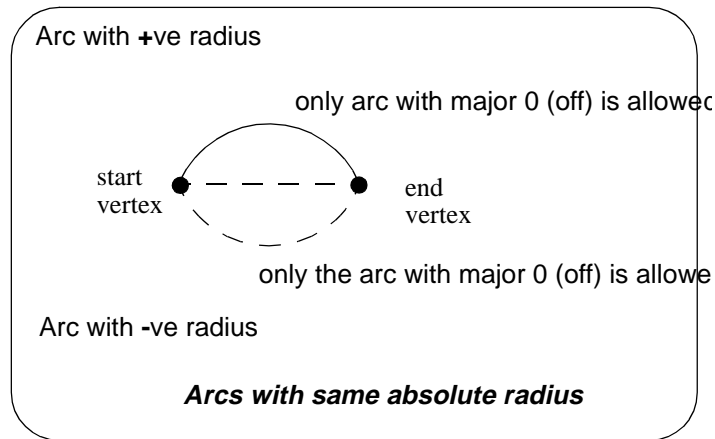 Arc with +ve radius
only arc with major 0 (off) is allowed
start
vertex
end
vertex
only the arc with major 0 (off) is allowe
Arc with -ve radius
Arcs with same absolute radius